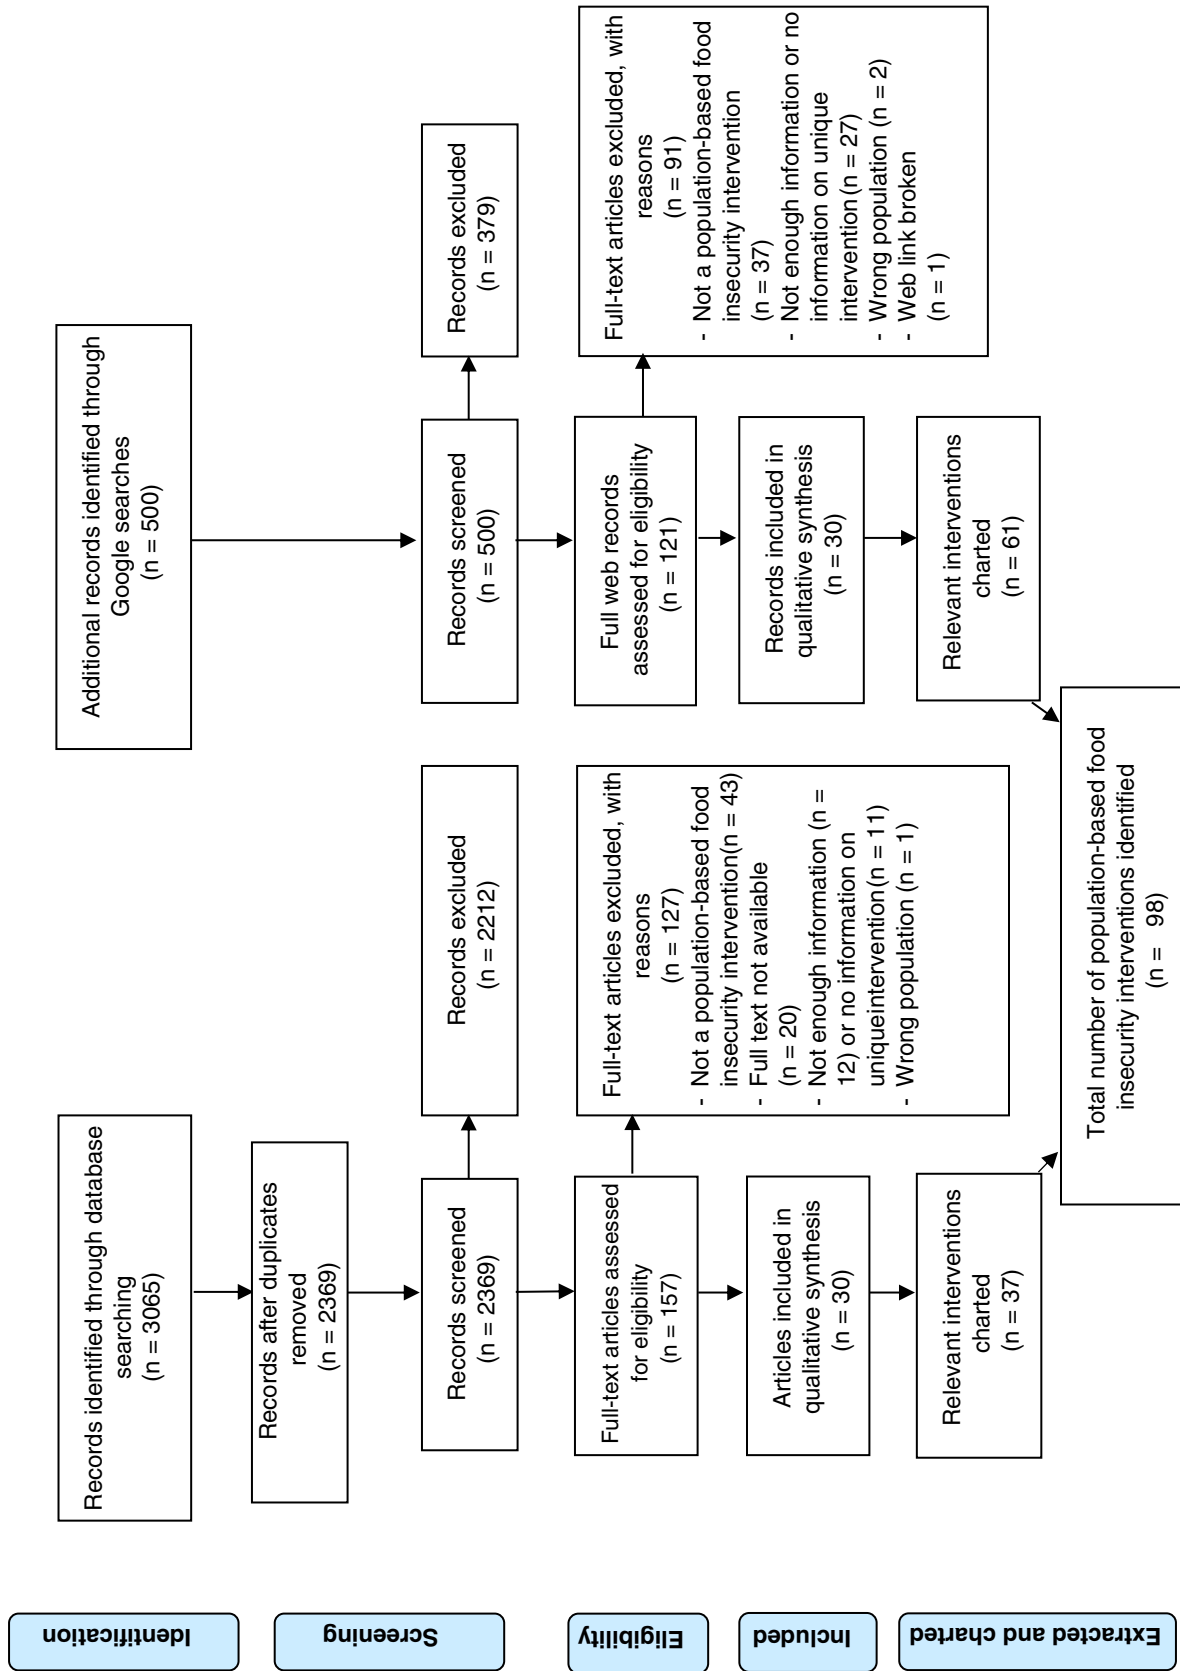 Identification
Screening
Eligibility
Included
Extracted and charted
Records identified through database
searching
(n = 3065)
Additional records identified through
Google searches
(n = 500)
Records after duplicates
removed
(n = 2369)
Records screened
(n = 2369)
Records excluded
(n = 2212)
Records screened
(n = 500)
Records excluded
(n = 379)
Full-text articles assessed
for eligibility
(n = 157)
Full-text articles excluded, with
reasons
(n = 127)
- Not a population-based food
insecurity intervention(n = 43)
- Full text not available
(n = 20)
- Not enough information (n =
12) or no information on
uniqueintervention(n = 11)
- Wrong population (n = 1)
Full web records
assessed for eligibility
(n = 121)
Full-text articles excluded, with
reasons
(n = 91)
- Not a population-based food
insecurity intervention
(n = 37)
- Not enough information or no
information on unique
intervention(n = 27)
- Wrong population (n = 2)
- Web link broken
(n = 1)
Articles included in
qualitative synthesis
(n = 30)
Records included in
qualitative synthesis
(n = 30)
Relevant interventions
charted
(n = 37)
Relevant interventions
charted
(n = 61)
Total number of population-based food
insecurity interventions identified
(n = 98)